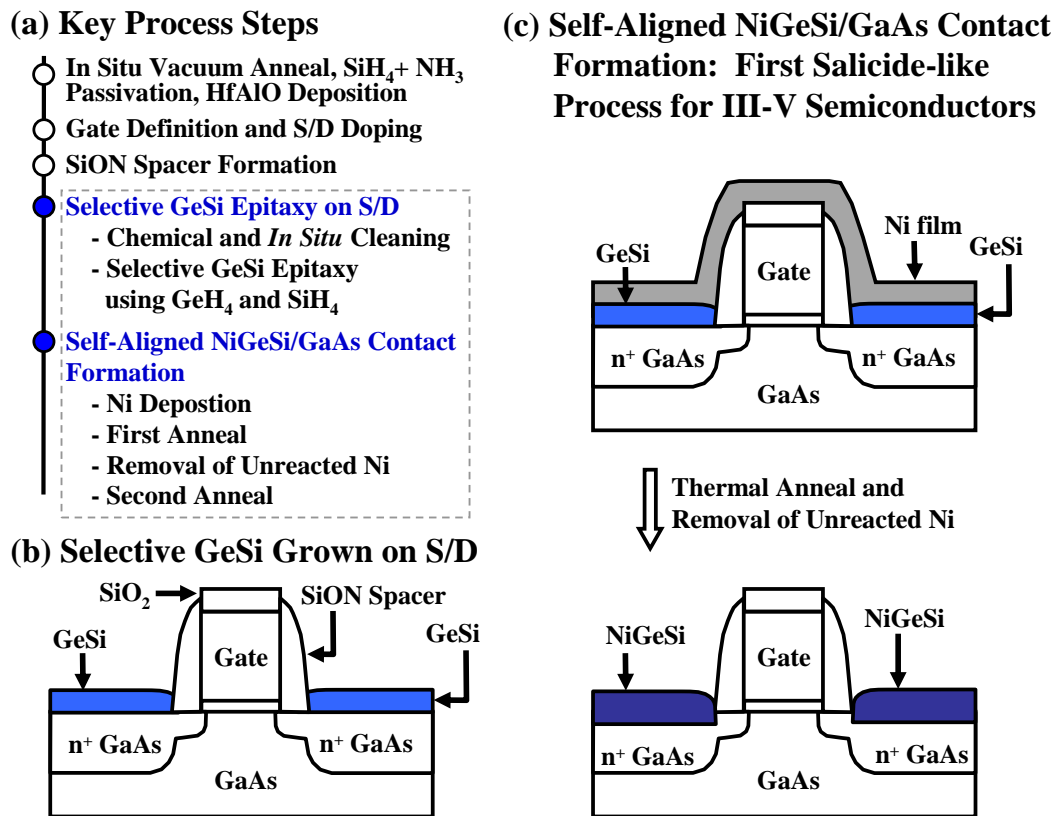 (a) Key Process Steps
In Situ Vacuum Anneal, SiH4+ NH3
Passivation, HfAlO Deposition
Gate Definition and S/D Doping
SiON Spacer Formation
Selective GeSi Epitaxy on S/D
- Chemical and In Situ Cleaning
- Selective GeSi Epitaxy
using GeH4 and SiH4
Self-Aligned NiGeSi/GaAs Contact
Formation
- Ni Depostion
- First Anneal
- Removal of Unreacted Ni
- Second Anneal
(b) Selective GeSi Grown on S/D
SiO2
SiON Spacer
GeSi
GeSi
Gate
n+ GaAs
n+ GaAs
GaAs
(c) Self-Aligned NiGeSi/GaAs Contact
Formation: First Salicide-like
Process for III-V Semiconductors
Ni film
GeSi
GeSi
Gate
n+ GaAs
n+ GaAs
GaAs
Thermal Anneal and
Removal of Unreacted Ni
NiGeSi
NiGeSi
Gate
n+ GaAs
n+ GaAs
GaAs